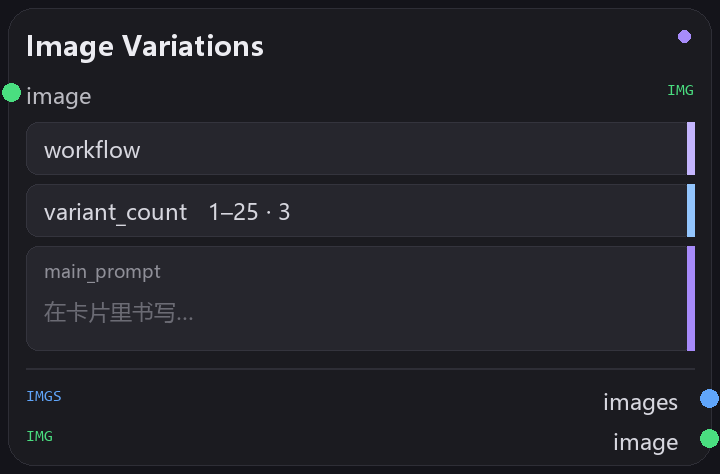 Image Variations
image IMG
workflow
variant_count 1–25 · 3
main_prompt
在卡片里书写...
IMGS images
IMG image